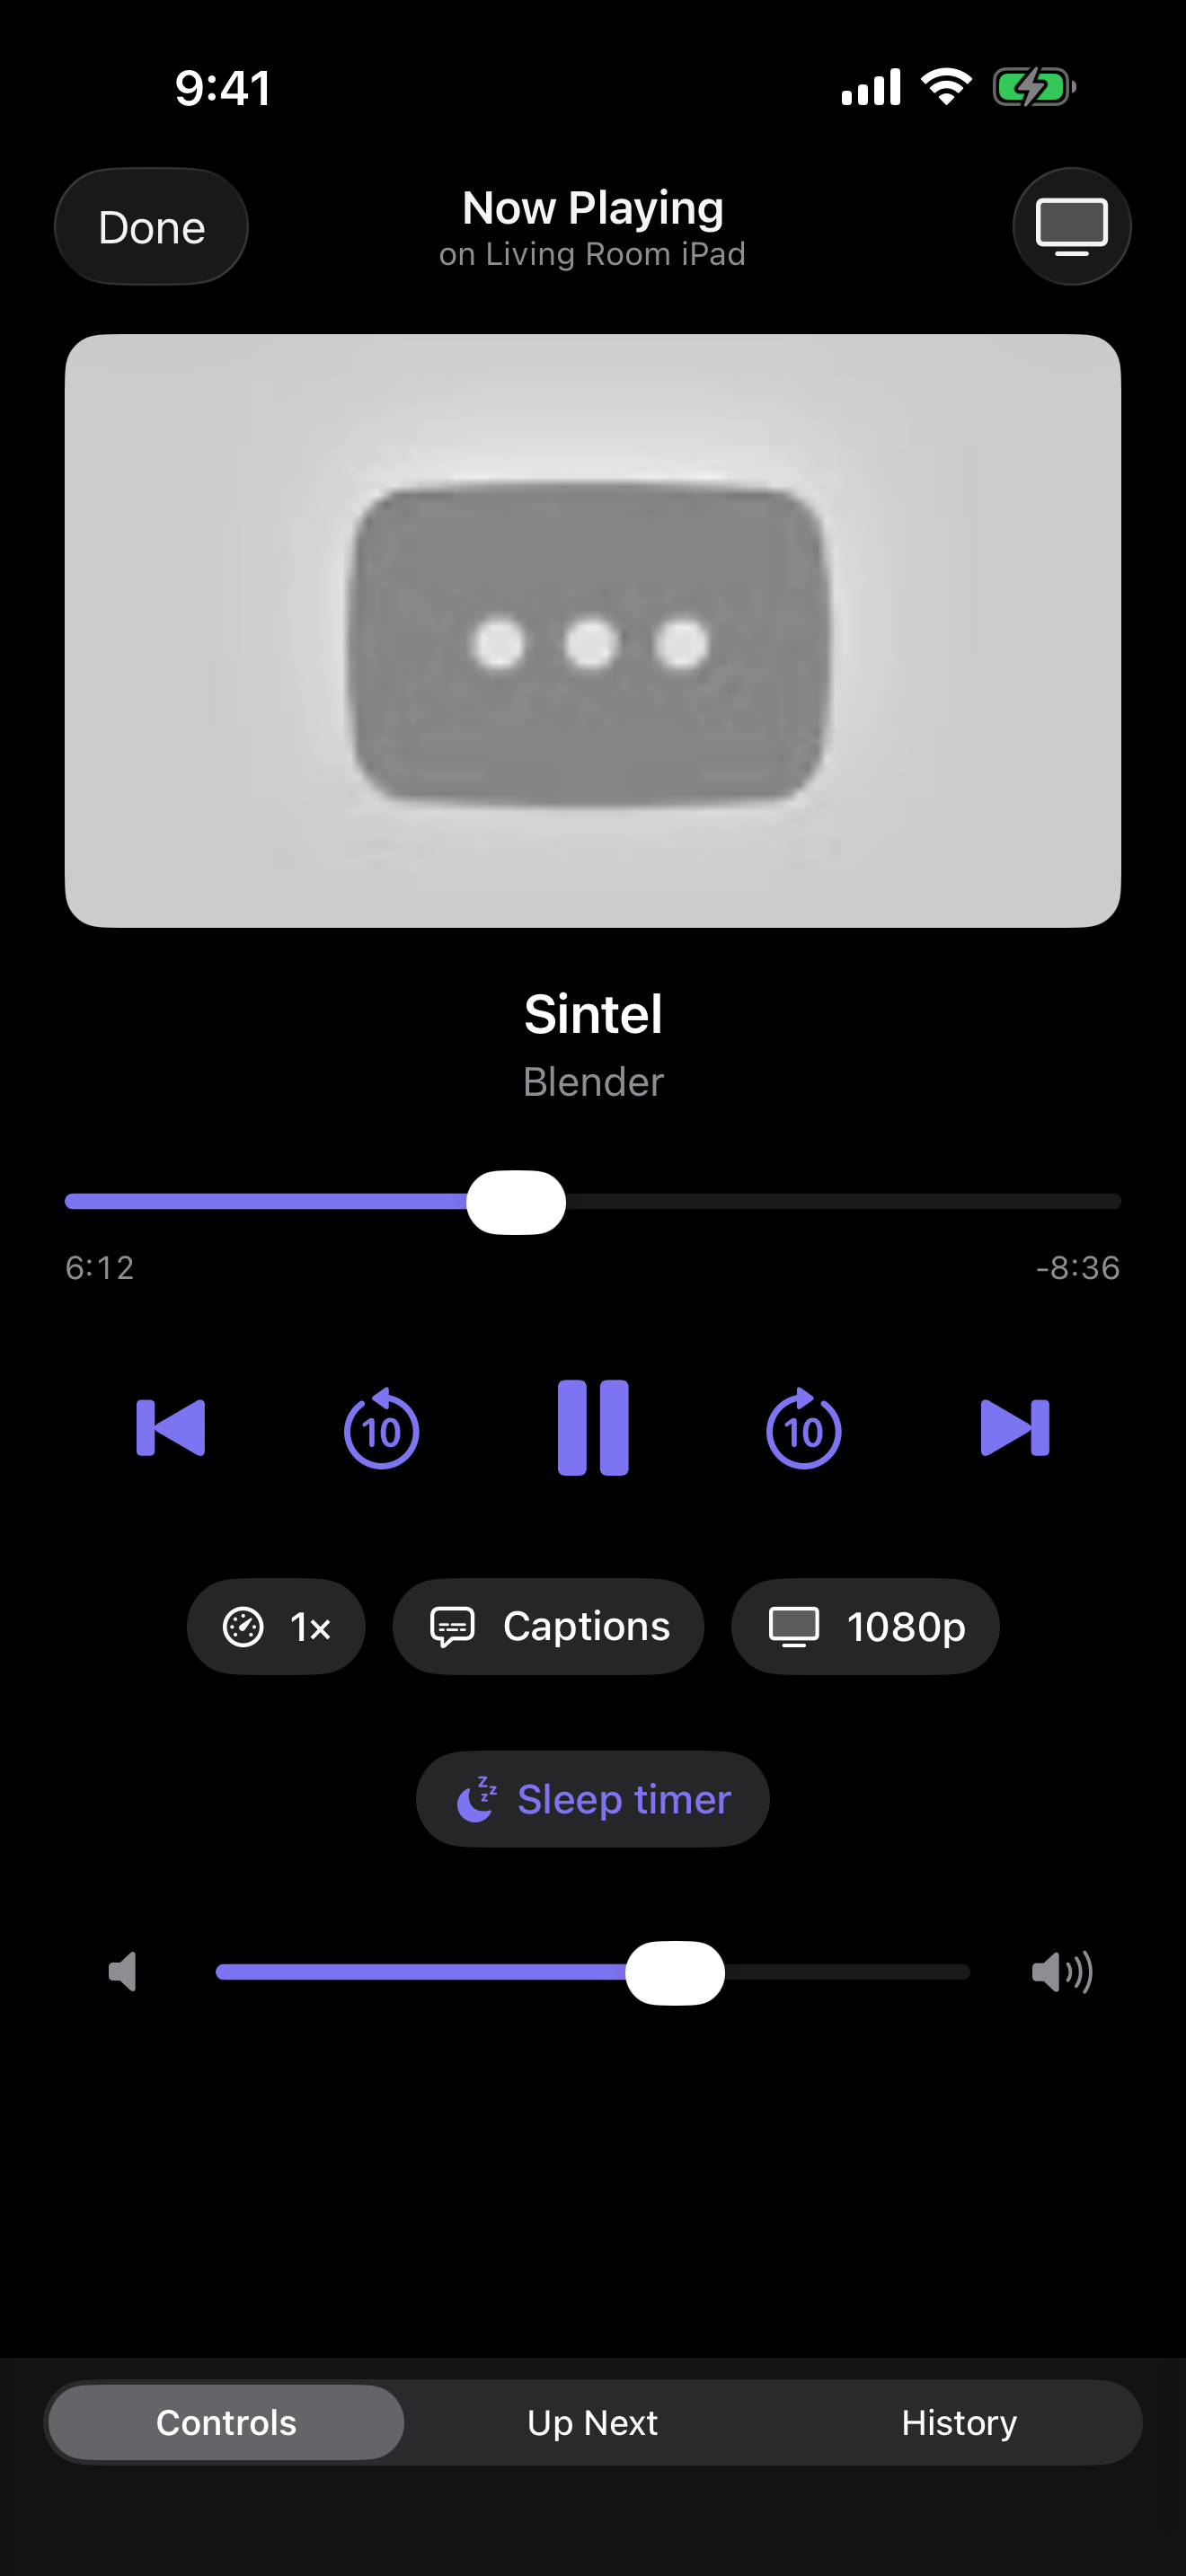 9:41
Done
Now Playing
on Living Room iPad
Sintel
Blender
6:12
-8:36
10
10
1×
Captions
1080p
zzz
Sleep timer
Controls
Up Next
History